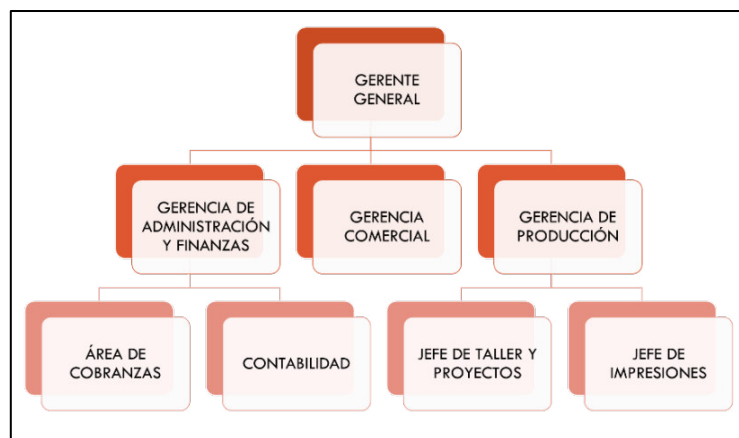 GERENTE
GENERAL
GERENCIA DE
ADMINISTRACIÓN
Y FINANZAS
GERENCIA
COMERCIAL
GERENCIA DE
PRODUCCIÓN
ÁREA DE
COBRANZAS
CONTABILIDAD
JEFE DE TALLER Y
PROYECTOS
JEFE DE
IMPRESIONES